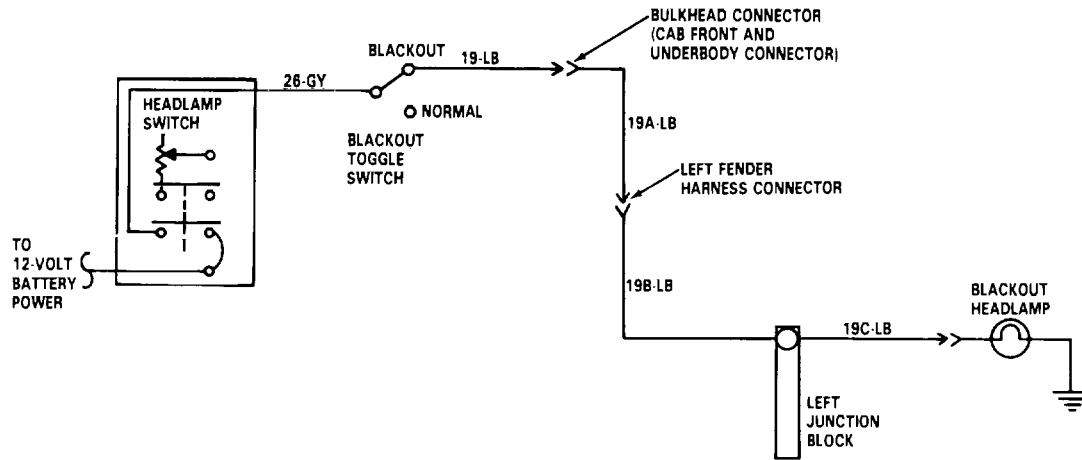 BULKHEAD CONNECTOR
(CAB FRONT AND
UNDERBODY CONNECTOR)
BLACKOUT
19-LB
26-GY
HEADLAMP
SWITCH
NORMAL
BLACKOUT
TOGGLE
SWITCH
19A-LB
LEFT FENDER
HARNESS CONNECTOR
TO
12-VOLT
BATTERY
POWER
19B-LB
BLACKOUT
HEADLAMP
19C-LB
LEFT
JUNCTION
BLOCK